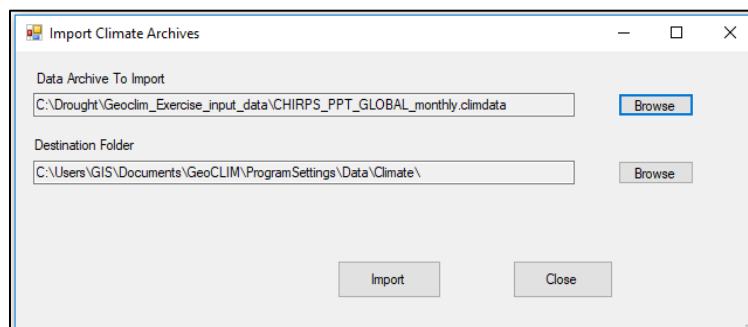 Import Climate Archives
Data Archive To Import
C:\Drought\Geoclim_Exercise_input_data\CHIRPS_PPT_GLOBAL_monthly.climdata
Browse
Destination Folder
C:\Users\GIS\Documents\GeoCLIM\ProgramSettings\Data\Climate\
Browse
Import Close